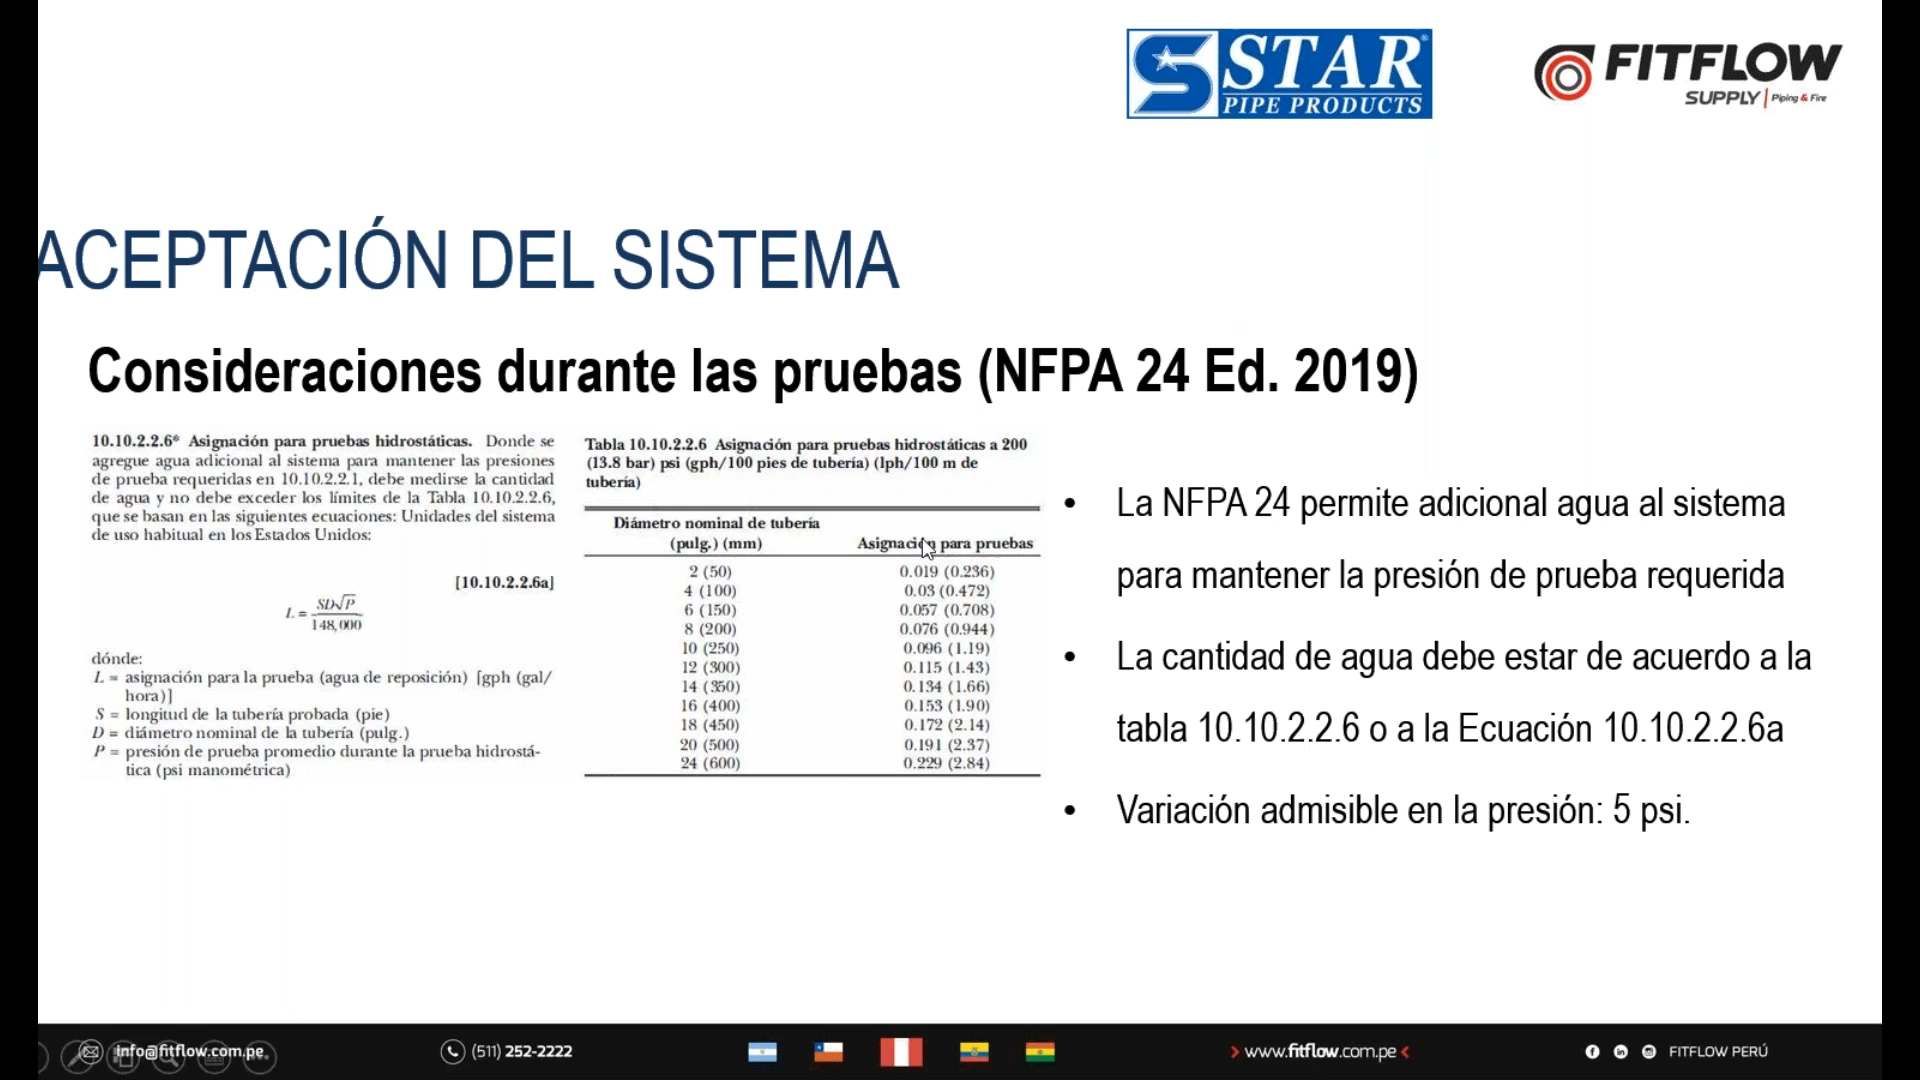 STAR
PIPE PRODUCTS
FITFLOW
SUPPLY | Piping & Fire
ACEPTACIÓN DEL SISTEMA
Consideraciones durante las pruebas (NFPA 24 Ed. 2019)
10.10.2.2.6* Asignación para pruebas hidrostáticas. Donde se
agregue agua adicional al sistema para mantener las presiones
de prueba requeridas en 10.10.2.2.1, debe medirse la cantidad
de agua y no debe exceder los límites de la Tabla 10.10.2.2.6,
que se basan en las siguientes ecuaciones: Unidades del sistema
de uso habitual en los Estados Unidos:
[10.10.2.2.6a]
L = SD√P
148,000
dónde:
L = asignación para la prueba (agua de reposición) [gph (gal/
hora)]
S = longitud de la tubería probada (pie)
D = diámetro nominal de la tubería (pulg.)
P = presión de prueba promedio durante la prueba hidrostá-
tica (psi manométrica)
Tabla 10.10.2.2.6 Asignación para pruebas hidrostáticas a 200
(13.8 bar) psi (gph/100 pies de tubería) (lph/100 m de
tubería)
Diámetro nominal de tubería
(pulg.) (mm) Asignación para pruebas
2 (50) 0.019 (0.236)
4 (100) 0.03 (0.472)
6 (150) 0.057 (0.708)
8 (200) 0.076 (0.944)
10 (250) 0.096 (1.19)
12 (300) 0.115 (1.43)
14 (350) 0.134 (1.66)
16 (400) 0.153 (1.90)
18 (450) 0.172 (2.14)
20 (500) 0.191 (2.37)
24 (600) 0.229 (2.84)
• La NFPA 24 permite adicional agua al sistema
para mantener la presión de prueba requerida
• La cantidad de agua debe estar de acuerdo a la
tabla 10.10.2.2.6 o a la Ecuación 10.10.2.2.6a
• Variación admisible en la presión: 5 psi.
info@fitflow.com.pe
(511) 252-2222
www.fitflow.com.pe
FITFLOW PERÚ